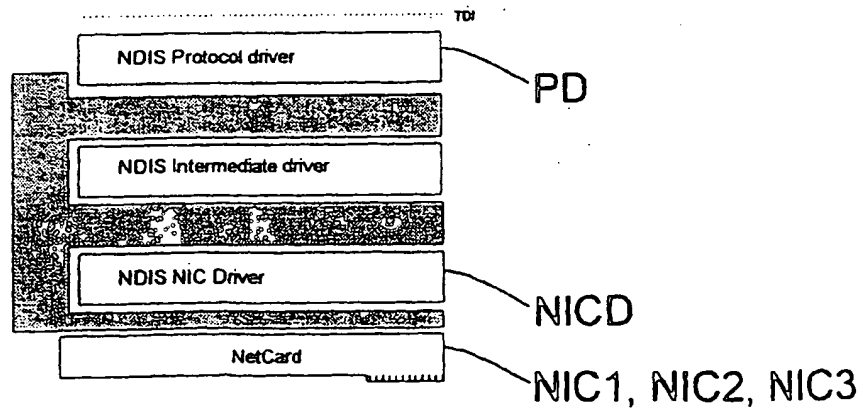 TDI
NDIS Protocol driver
PD
NDIS Intermediate driver
NDIS NIC Driver
NICD
NetCard
NIC1, NIC2, NIC3